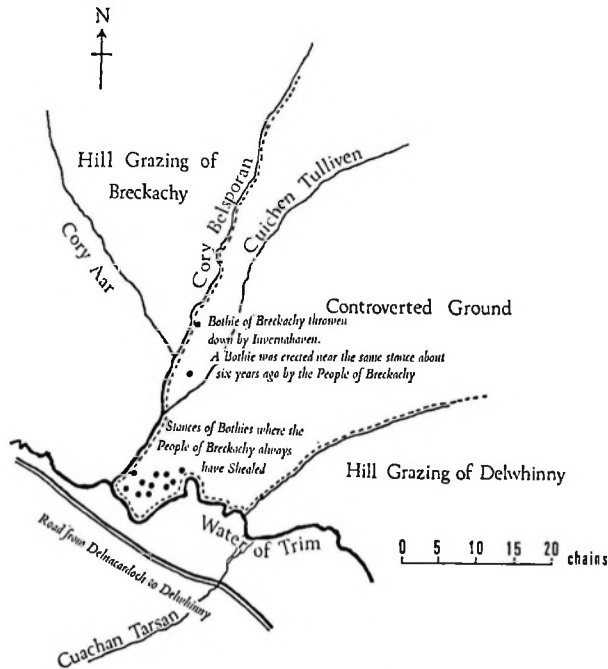 N
Hill Grazing of
Breckachy
Cory Belsporan
Cuichen Tulliven
Cory Aar
Controverted Ground
Bothie of Breckachy throwen
down by Invernahaven.
A Bothie was erected near the same stance about
six years ago by the People of Breckachy
Stances of Bothies where the
People of Breckachy always
have Shealed
Hill Grazing of Delwhinny
Water of Trim
Road from Delnacardoch to Delwhinny
0 5 10 15 20 chains
Cuachan Tarsan